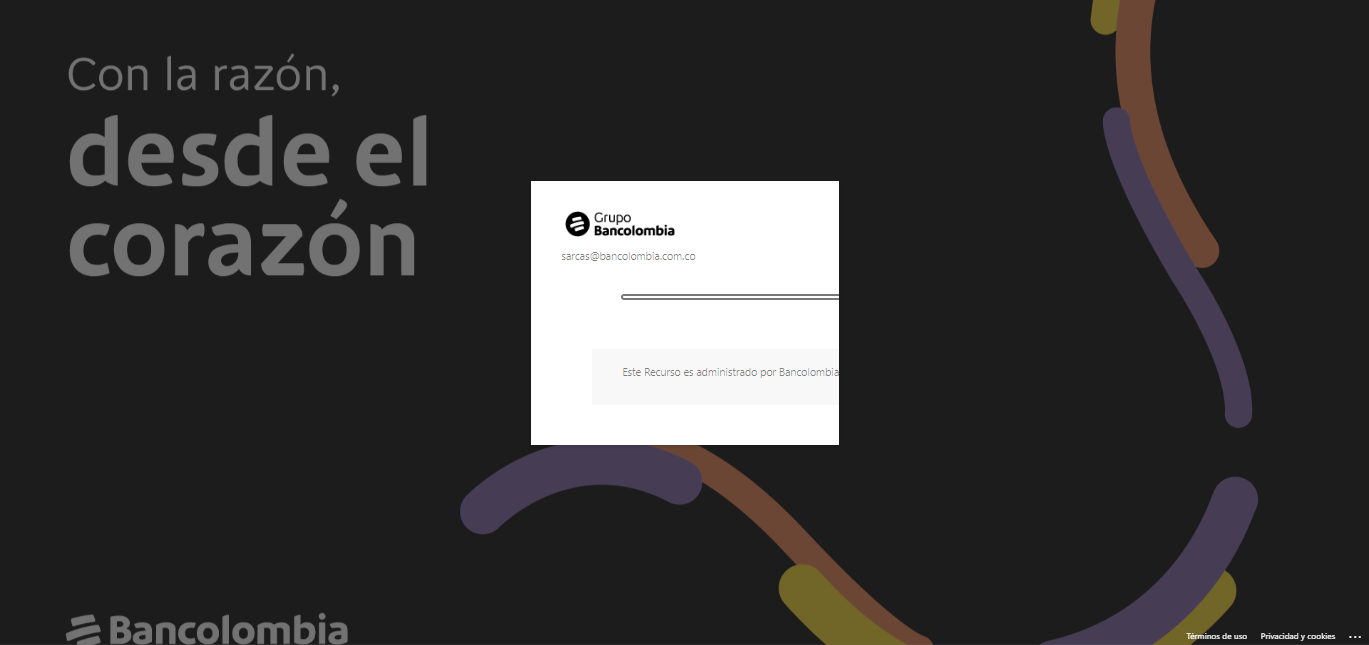 Con la razón,
desde el
corazón
Grupo
Bancolombia
sarcas@bancolombia.com.co
Este Recurso es administrado por Bancolombia
Bancolombia
Términos de uso Privacidad y cookies ...